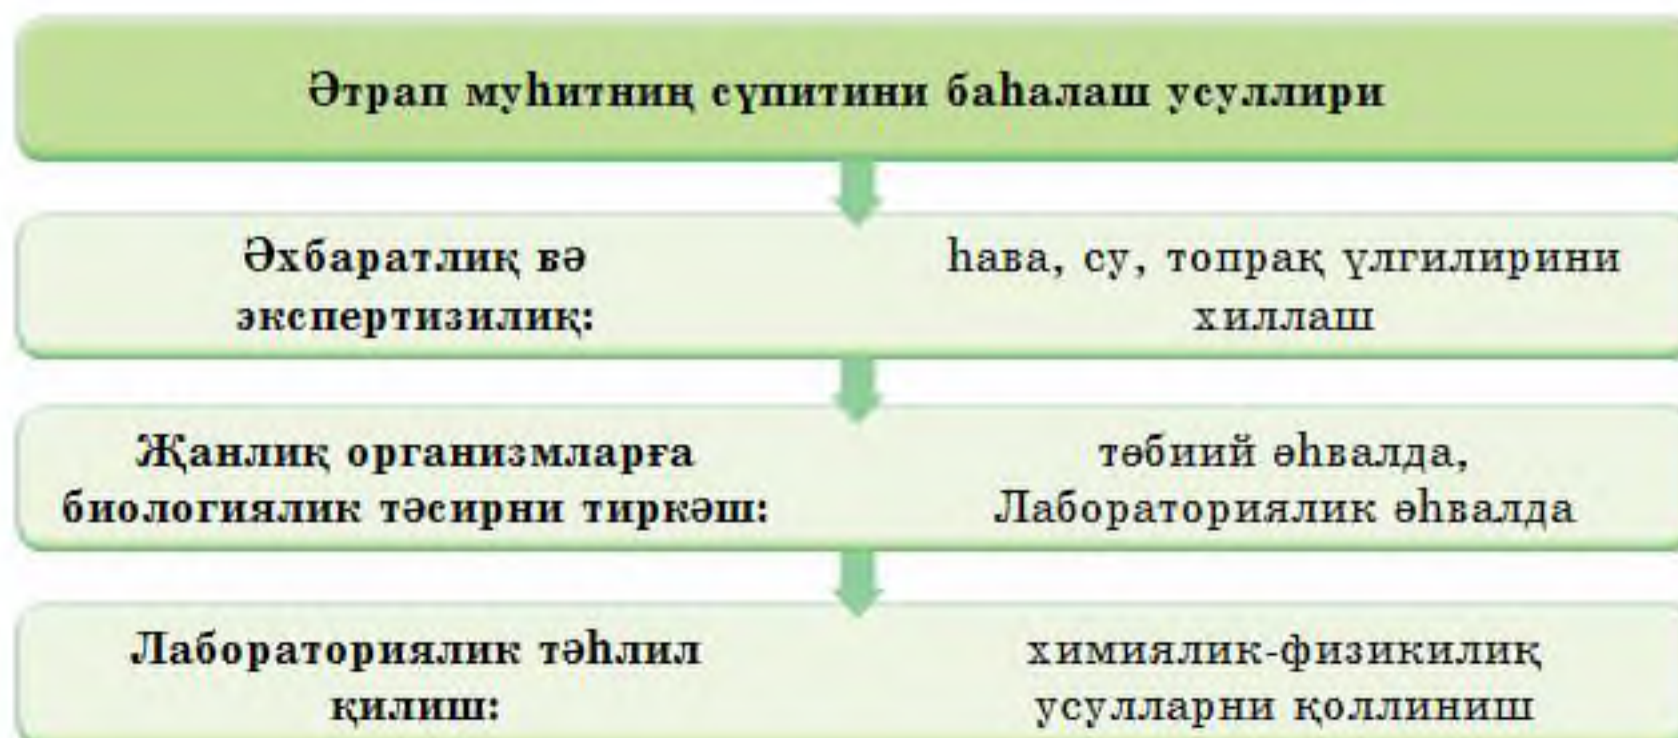 Әтрап муһитниң сүпитини баһалаш усуллири
Әхбаратлиқ вә
экспертизилиқ:
һава, су, топрақ үлгилирини
хиллаш
Җанлиқ организмларға
биологиялик тәсирни тиркәш:
тәбиий әһвалда,
Лабораториялик әһвалда
Лабораториялик тәһлил
қилиш:
химиялик-физикилиқ
усулларни қоллиниш